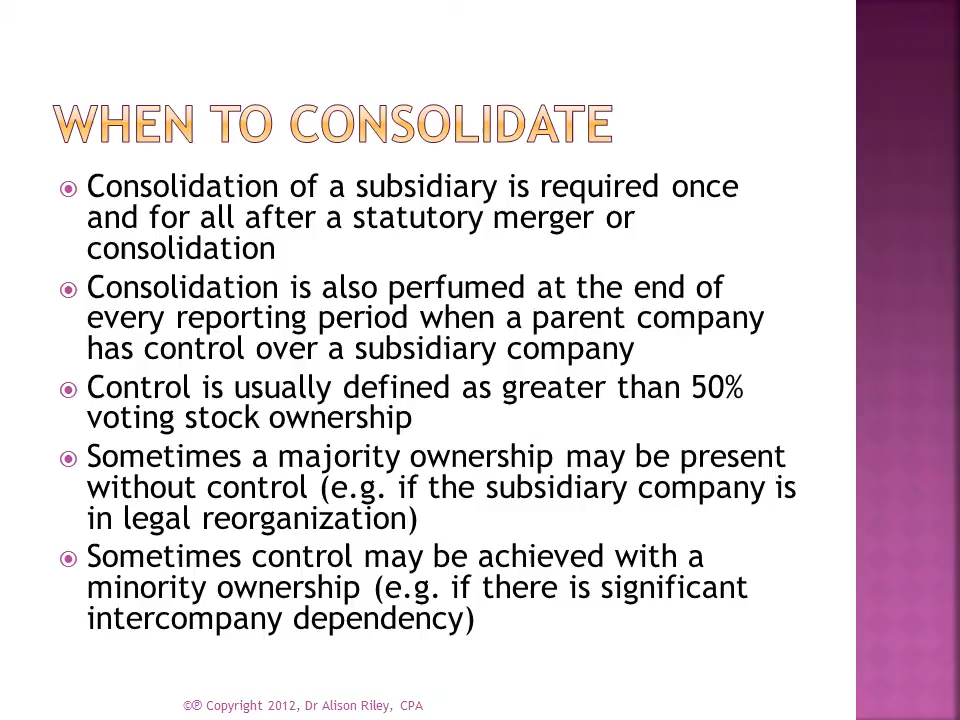 WHEN TO CONSOLIDATE
Consolidation of a subsidiary is required once
and for all after a statutory merger or
consolidation
Consolidation is also perfumed at the end of
every reporting period when a parent company
has control over a subsidiary company
Control is usually defined as greater than 50%
voting stock ownership
Sometimes a majority ownership may be present
without control (e.g. if the subsidiary company is
in legal reorganization)
Sometimes control may be achieved with a
minority ownership (e.g. if there is significant
intercompany dependency)
©℗ Copyright 2012, Dr Alison Riley, CPA